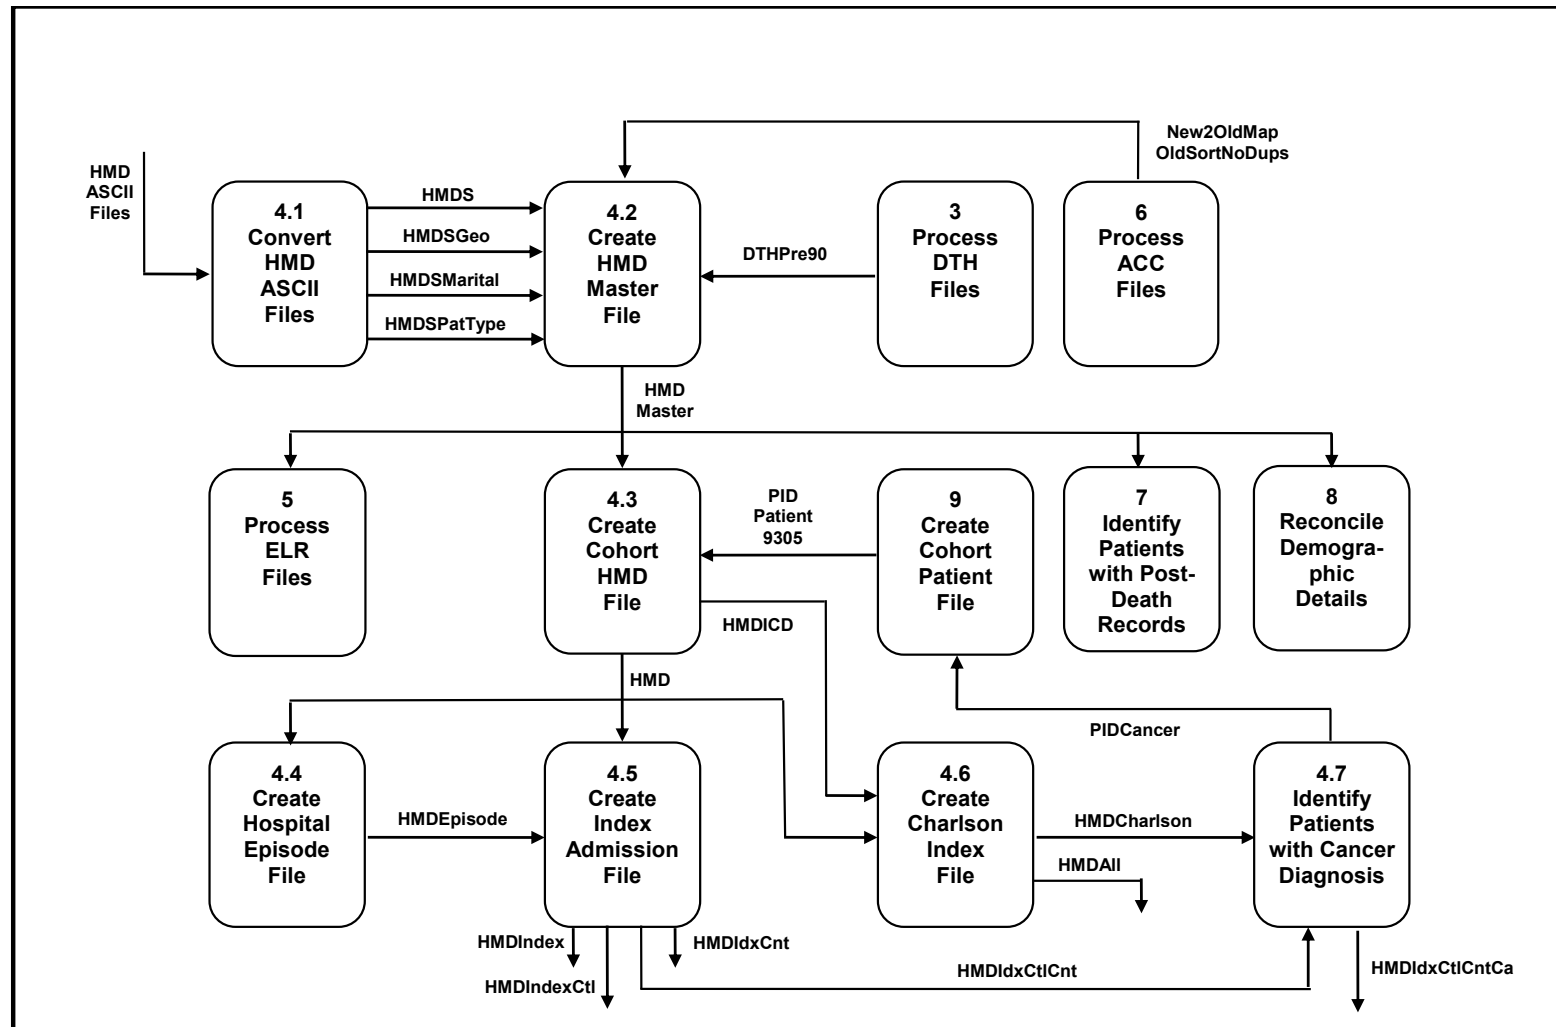 New2OldMap
OldSortNoDups
HMD
ASCII
Files
4.1
Convert
HMD
ASCII
Files
HMDS
HMDSGeo
HMDSMarital
HMDSPatType
4.2
Create
HMD
Master
File
DTHPre90
3
Process
DTH
Files
6
Process
ACC
Files
HMD
Master
5
Process
ELR
Files
4.3
Create
Cohort
HMD
File
PID
Patient
9305
9
Create
Cohort
Patient
File
7
Identify
Patients
with Post-
Death
Records
8
Reconcile
Demogra-
phic
Details
HMDICD
HMD
PIDCancer
4.4
Create
Hospital
Episode
File
HMDEpisode
4.5
Create
Index
Admission
File
4.6
Create
Charlson
Index
File
HMDCharlson
HMDAll
4.7
Identify
Patients
with Cancer
Diagnosis
HMDIndex
HMDIndexCtl
HMDIdxCnt
HMDIdxCtlCnt
HMDIdxCtlCntCa